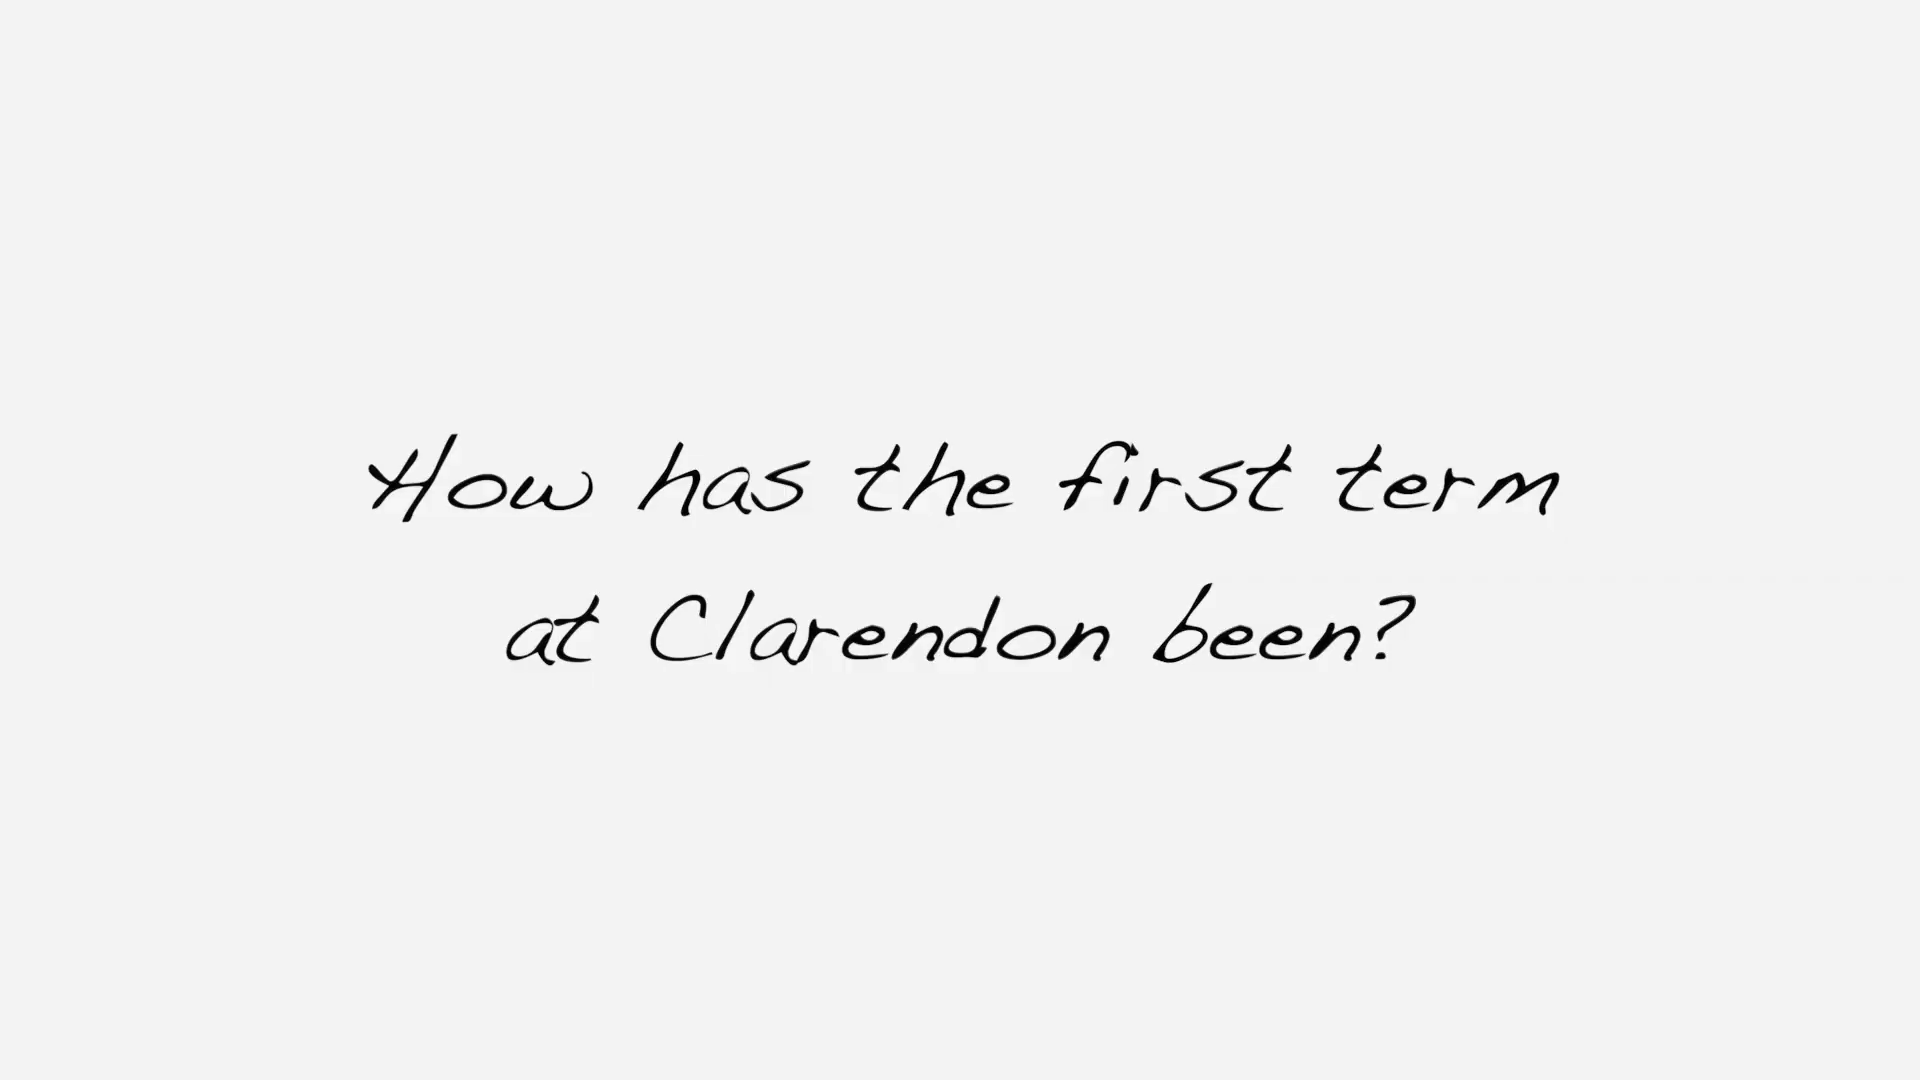 How has the first term
at Clarendon been?